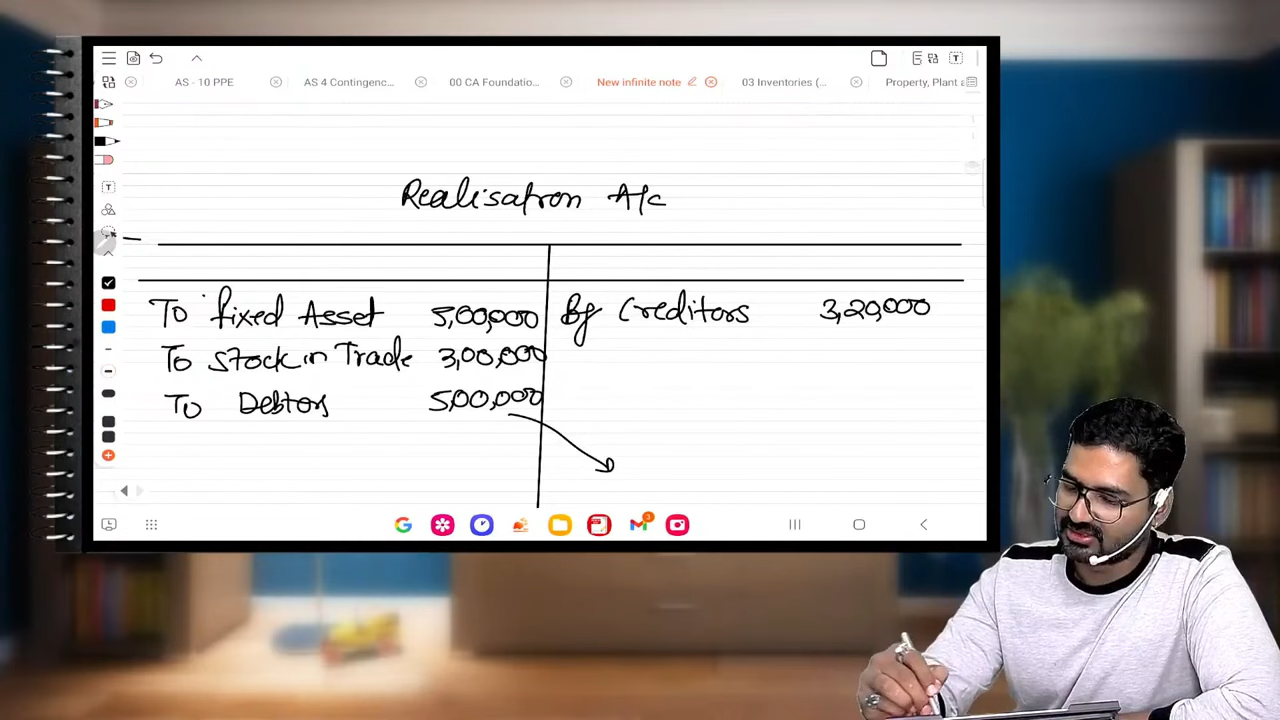 AS - 10 PPE
AS 4 Contingenc...
00 CA Foundatio...
New infinite note
03 Inventories (...
Property, Plant a
Realisation A/c
To fixed Asset 5,00,000
By Creditors 3,20,000
To Stock in Trade 3,00,000
To Debtors 5,00,000
3